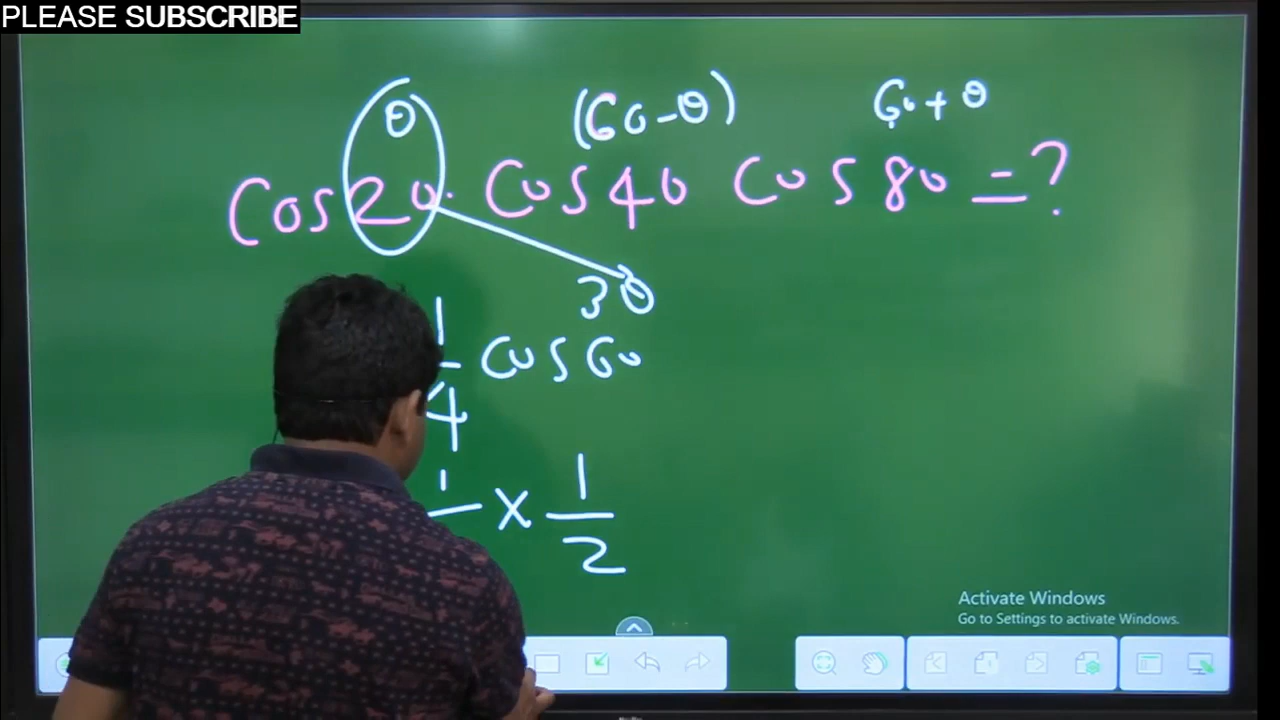 PLEASE SUBSCRIBE
θ (60-θ) 60+θ
Cos20. Cos40 Cos80 =?
3θ
1/4 Cos60
1/ × 1/2
Activate Windows
Go to Settings to activate Windows.